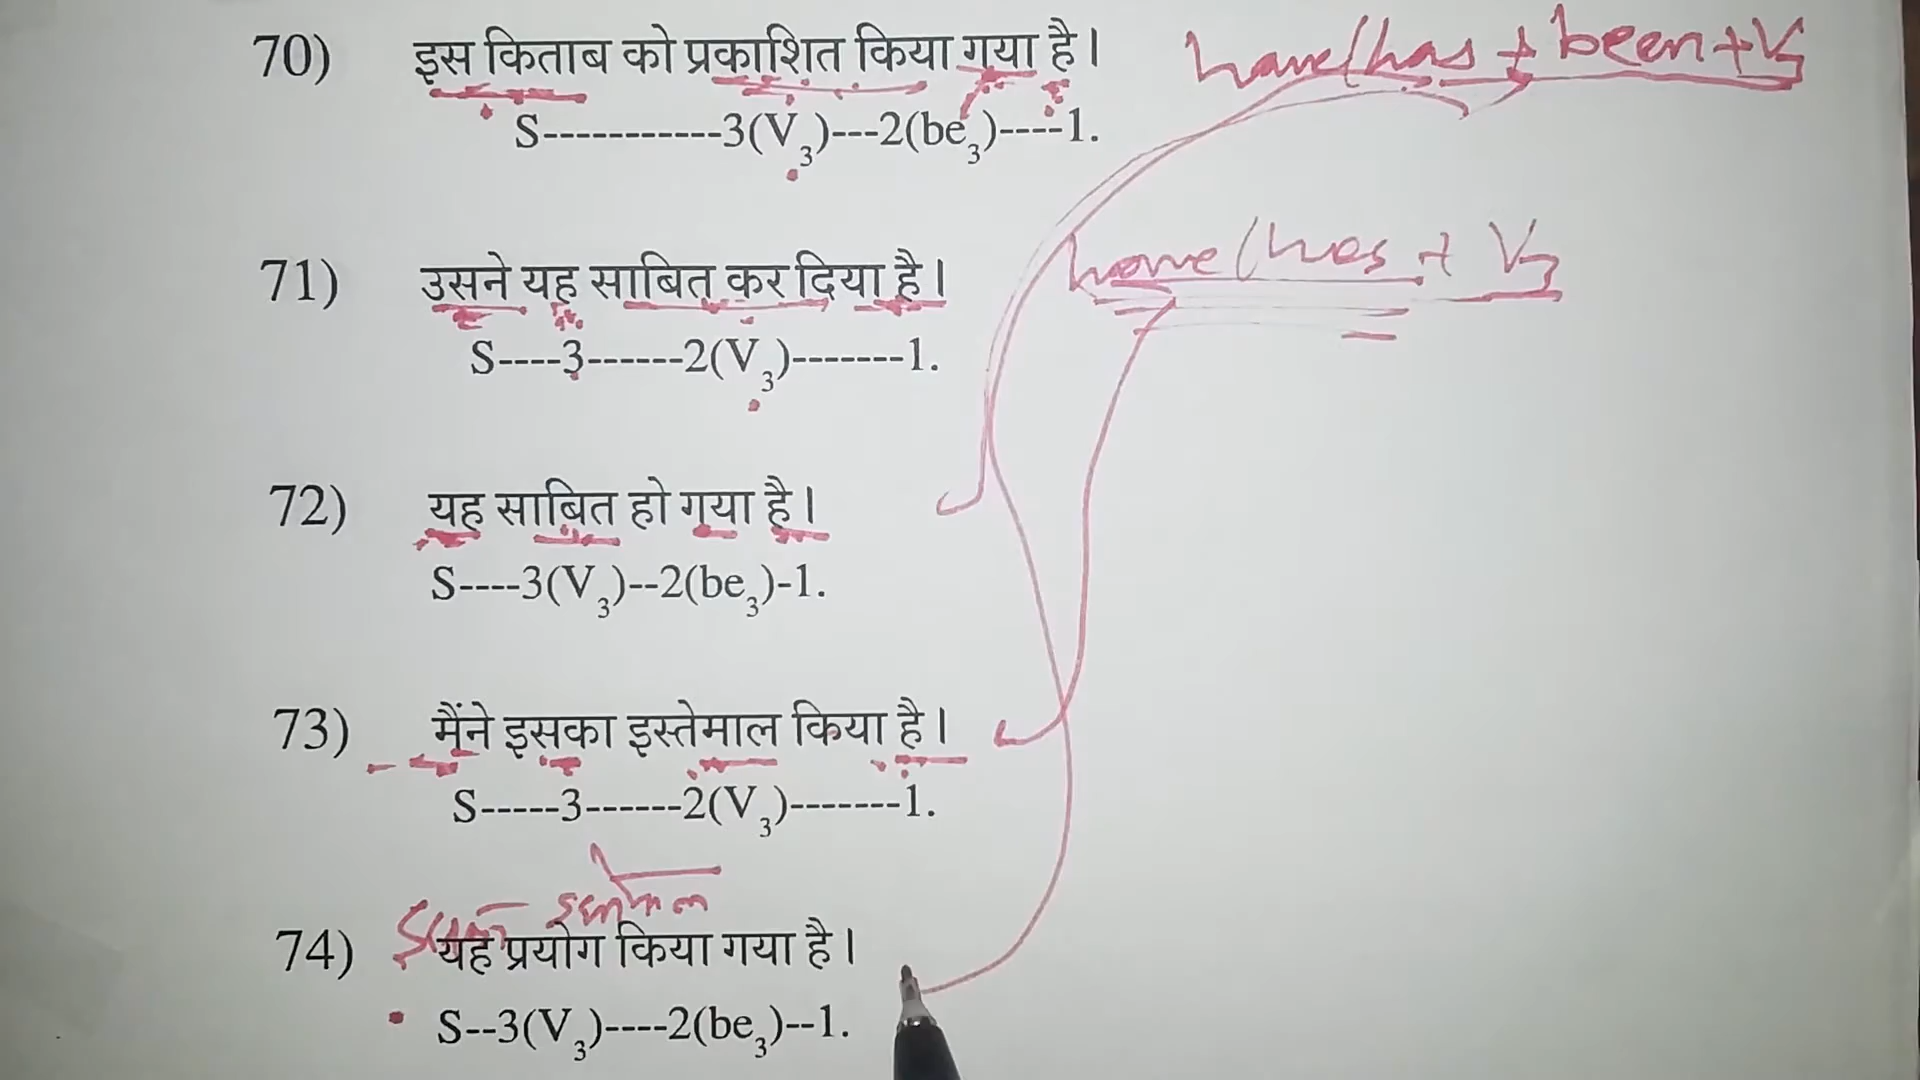 70) इस किताब को प्रकाशित किया गया है। have/has + been + V3
S-----------3(V3)---2(be3)----1.
71) उसने यह साबित कर दिया है। have/has + V3
S----3------2(V3)-------1.
72) यह साबित हो गया है।
S----3(V3)--2(be3)-1.
73) मैंने इसका इस्तेमाल किया है।
S-----3------2(V3)-------1.
74) यह प्रयोग किया गया है।
S--3(V3)----2(be3)--1.